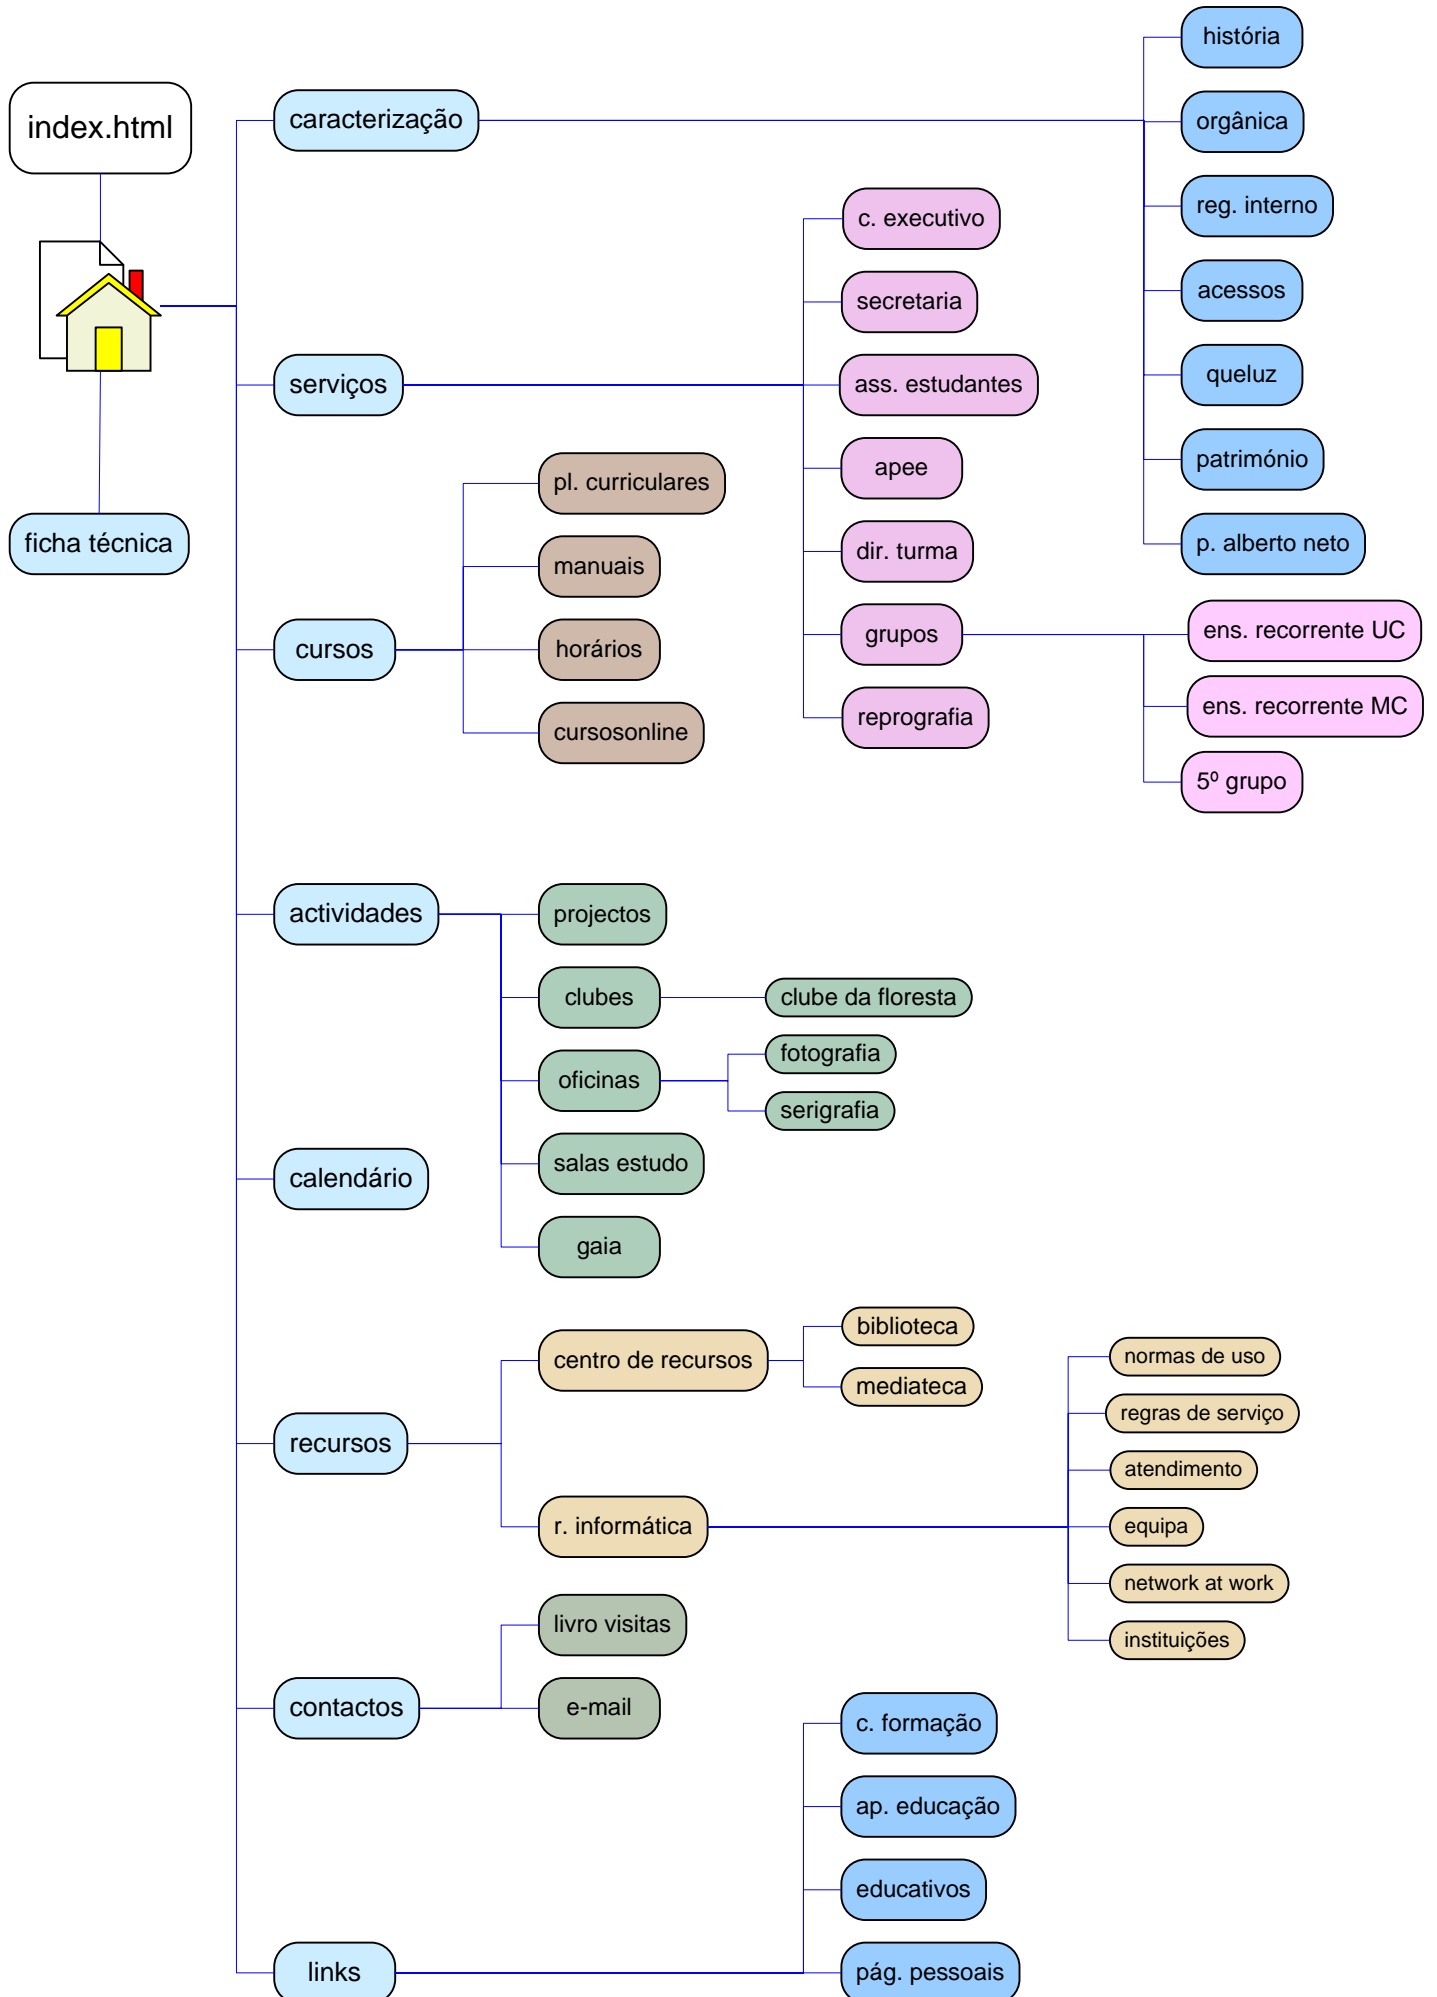 index.html
ficha técnica
caracterização
história
orgânica
reg. interno
acessos
queluz
património
p. alberto neto
serviços
c. executivo
secretaria
ass. estudantes
apee
dir. turma
grupos
ens. recorrente UC
ens. recorrente MC
5º grupo
reprografia
cursos
pl. curriculares
manuais
horários
cursosonline
actividades
projectos
clubes
clube da floresta
oficinas
fotografia
serigrafia
salas estudo
gaia
calendário
recursos
centro de recursos
biblioteca
mediateca
r. informática
normas de uso
regras de serviço
atendimento
equipa
network at work
instituições
contactos
livro visitas
e-mail
links
c. formação
ap. educação
educativos
pág. pessoais